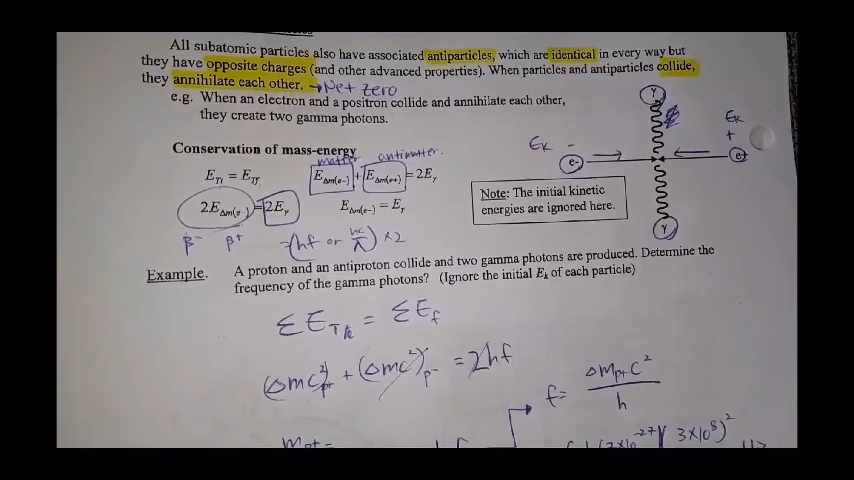 All subatomic particles also have associated antiparticles, which are identical in every way but
they have opposite charges (and other advanced properties). When particles and antiparticles collide,
they annihilate each other. → Net zero
e.g. When an electron and a positron collide and annihilate each other,
they create two gamma photons.
γ
Ek -
Ek +
e-
e+
γ
Conservation of mass-energy
matter antimatter
E_Ti = E_Tf
E_Δm(e-) + E_Δm(e+) = 2E_γ
2E_Δm(e-) = 2E_γ
E_Δm(e-) = E_γ
β- β+
=(hf or hc/λ) × 2
Note: The initial kinetic
energies are ignored here.
Example. A proton and an antiproton collide and two gamma photons are produced. Determine the
frequency of the gamma photons? (Ignore the initial Ek of each particle)
ΣE_T = ΣE_f
(Δmc²)p+ + (Δmc²)p- = 2hf
f = Δmp+c² / h
(3×10⁸)²